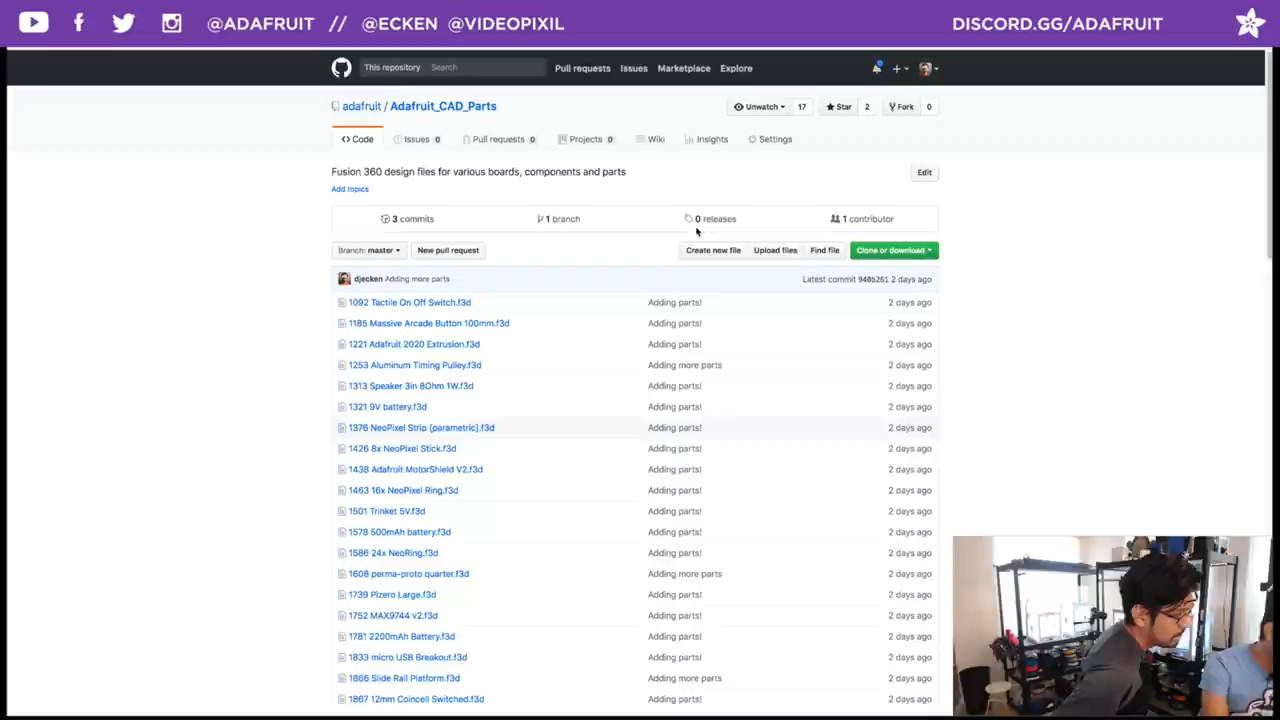 @ADAFRUIT // @ECKEN @VIDEOPIXIL DISCORD.GG/ADAFRUIT
This repository Search Pull requests Issues Marketplace Explore
adafruit / Adafruit_CAD_Parts Unwatch 17 Star 2 Fork 0
Code Issues 0 Pull requests 0 Projects 0 Wiki Insights Settings
Fusion 360 design files for various boards, components and parts Edit
Add topics
3 commits 1 branch 0 releases 1 contributor
Branch: master New pull request Create new file Upload files Find file Clone or download
djecken Adding more parts Latest commit 940b261 2 days ago
1092 Tactile On Off Switch.f3d Adding parts! 2 days ago
1185 Massive Arcade Button 100mm.f3d Adding parts! 2 days ago
1221 Adafruit 2020 Extrusion.f3d Adding parts! 2 days ago
1253 Aluminum Timing Pulley.f3d Adding more parts 2 days ago
1313 Speaker 3in 8Ohm 1W.f3d Adding parts! 2 days ago
1321 9V battery.f3d Adding parts! 2 days ago
1376 NeoPixel Strip [parametric].f3d Adding parts! 2 days ago
1426 8x NeoPixel Stick.f3d Adding parts! 2 days ago
1438 Adafruit MotorShield V2.f3d Adding parts! 2 days ago
1463 16x NeoPixel Ring.f3d Adding parts! 2 days ago
1501 Trinket 5V.f3d Adding parts! 2 days ago
1578 500mAh battery.f3d Adding parts! 2 days ago
1586 24x NeoRing.f3d Adding parts! 2 days ago
1608 perma-proto quarter.f3d Adding more parts 2 days ago
1739 Pizero Large.f3d Adding parts! 2 days ago
1752 MAX9744 v2.f3d Adding parts! 2 days ago
1781 2200mAh Battery.f3d Adding parts! 2 days ago
1833 micro USB Breakout.f3d Adding parts! 2 days ago
1866 Slide Rail Platform.f3d Adding more parts 2 days ago
1867 12mm Coincell Switched.f3d Adding parts! 2 days ago